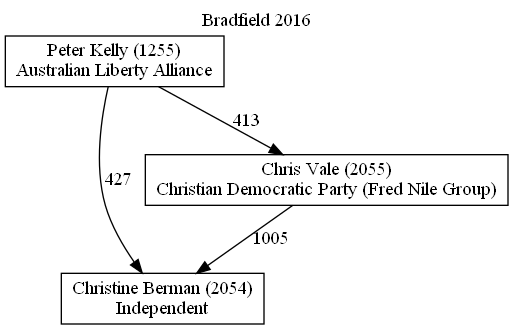 Bradfield 2016
Peter Kelly (1255)
Australian Liberty Alliance
413
Chris Vale (2055)
Christian Democratic Party (Fred Nile Group)
427
1005
Christine Berman (2054)
Independent